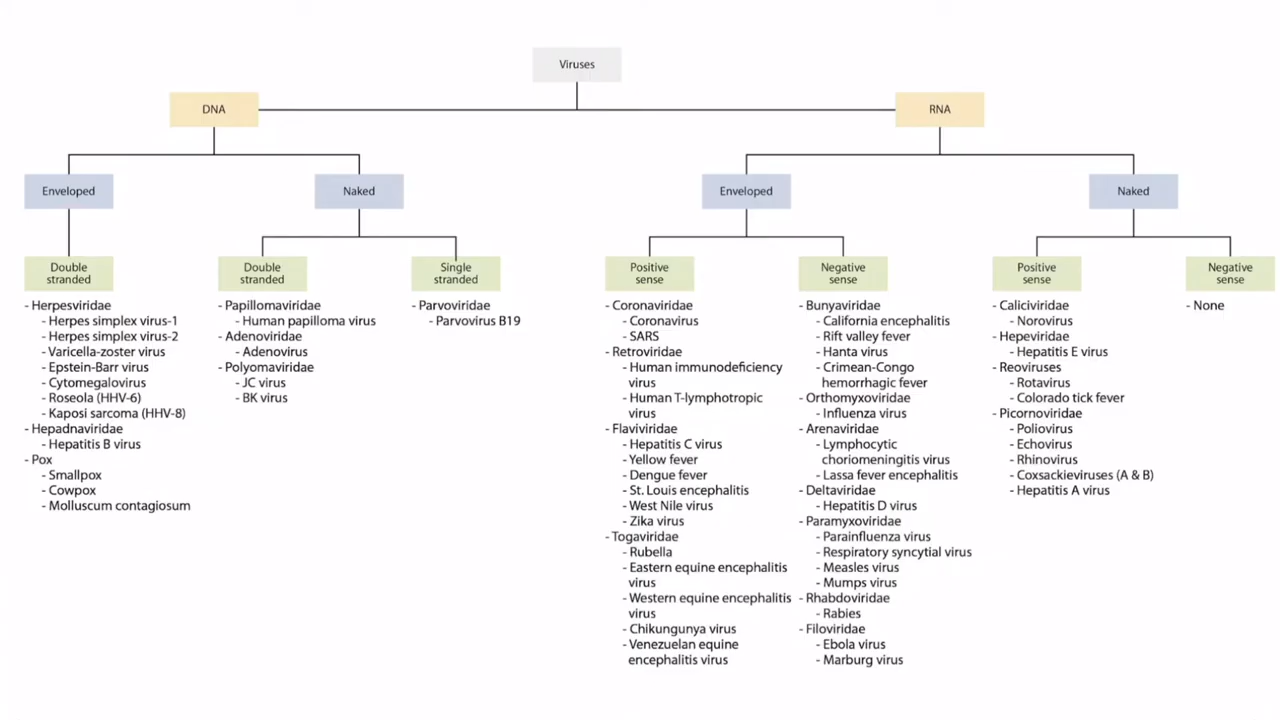 Viruses
DNA
RNA
Enveloped
Naked
Enveloped
Naked
Double
stranded
Double
stranded
Single
stranded
Positive
sense
Negative
sense
Positive
sense
Negative
sense
- Herpesviridae
- Herpes simplex virus-1
- Herpes simplex virus-2
- Varicella-zoster virus
- Epstein-Barr virus
- Cytomegalovirus
- Roseola (HHV-6)
- Kaposi sarcoma (HHV-8)
- Hepadnaviridae
- Hepatitis B virus
- Pox
- Smallpox
- Cowpox
- Molluscum contagiosum
- Papillomaviridae
- Human papilloma virus
- Adenoviridae
- Adenovirus
- Polyomaviridae
- JC virus
- BK virus
- Parvoviridae
- Parvovirus B19
- Coronaviridae
- Coronavirus
- SARS
- Retroviridae
- Human immunodeficiency
virus
- Human T-lymphotropic
virus
- Flaviviridae
- Hepatitis C virus
- Yellow fever
- Dengue fever
- St. Louis encephalitis
- West Nile virus
- Zika virus
- Togaviridae
- Rubella
- Eastern equine encephalitis
virus
- Western equine encephalitis
virus
- Chikungunya virus
- Venezuelan equine
encephalitis virus
- Bunyaviridae
- California encephalitis
- Rift valley fever
- Hanta virus
- Crimean-Congo
hemorrhagic fever
- Orthomyxoviridae
- Influenza virus
- Arenaviridae
- Lymphocytic
choriomeningitis virus
- Lassa fever encephalitis
- Deltaviridae
- Hepatitis D virus
- Paramyxoviridae
- Parainfluenza virus
- Respiratory syncytial virus
- Measles virus
- Mumps virus
- Rhabdoviridae
- Rabies
- Filoviridae
- Ebola virus
- Marburg virus
- Caliciviridae
- Norovirus
- Hepeviridae
- Hepatitis E virus
- Reoviruses
- Rotavirus
- Colorado tick fever
- Picornoviridae
- Poliovirus
- Echovirus
- Rhinovirus
- Coxsackieviruses (A & B)
- Hepatitis A virus
- None